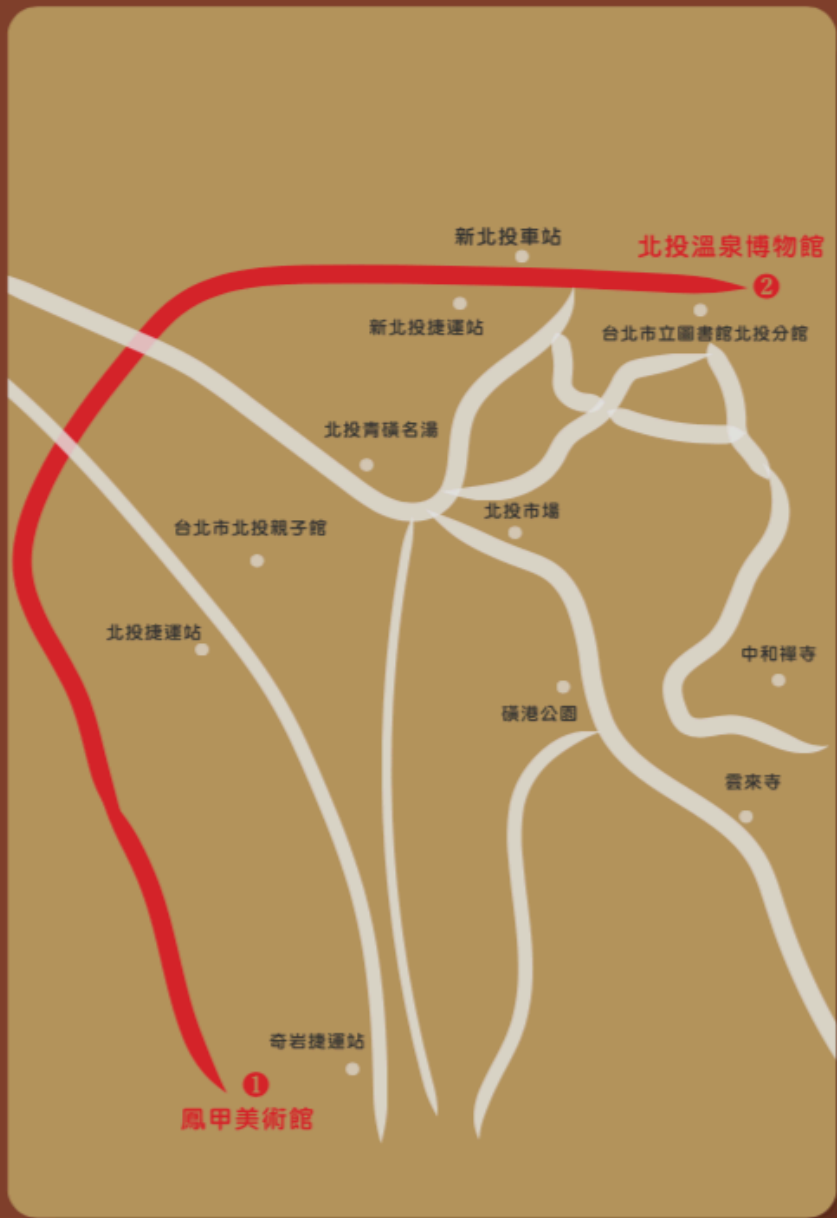 新北投車站
北投溫泉博物館
❷
新北投捷運站
台北市立圖書館北投分館
北投青磺名湯
北投市場
台北市北投親子館
北投捷運站
中和禪寺
磺港公園
雲來寺
奇岩捷運站
❶
鳳甲美術館